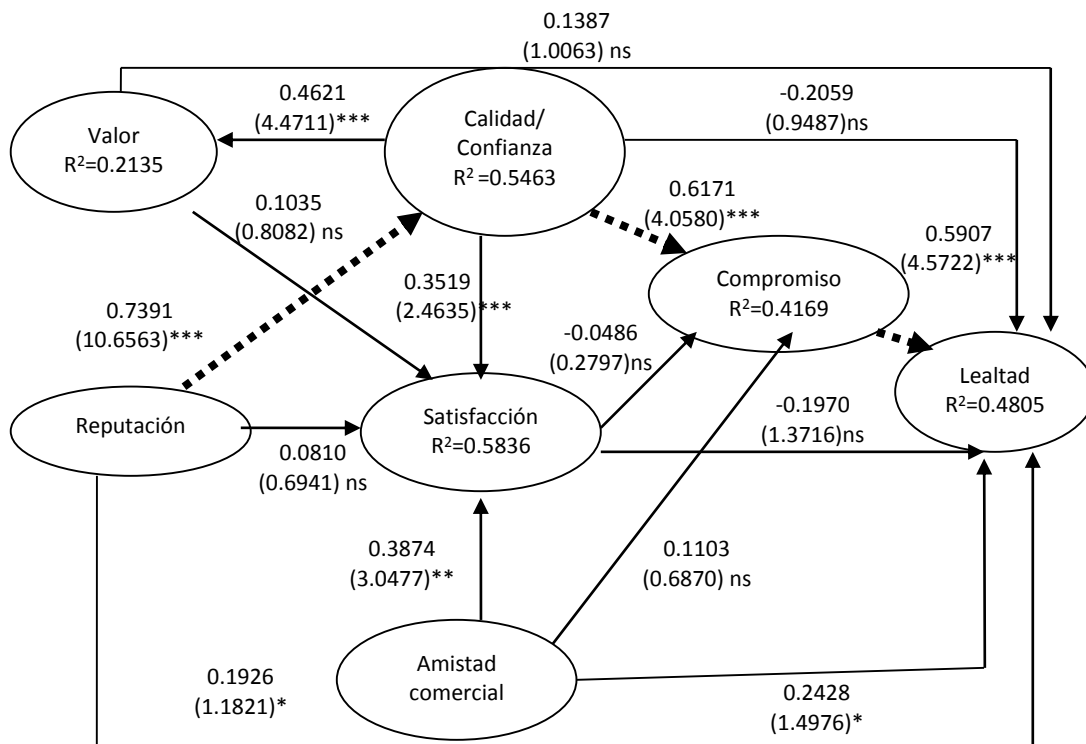 0.1387
(1.0063) ns
0.4621
(4.4711)***
-0.2059
(0.9487)ns
Valor
R²=0.2135
Calidad/
Confianza
R²=0.5463
0.1035
(0.8082) ns
0.6171
(4.0580)***
0.5907
(4.5722)***
0.7391
(10.6563)***
0.3519
(2.4635)***
Compromiso
R²=0.4169
-0.0486
(0.2797)ns
Lealtad
R²=0.4805
Reputación
Satisfacción
R²=0.5836
-0.1970
(1.3716)ns
0.0810
(0.6941) ns
0.3874
(3.0477)**
0.1103
(0.6870) ns
Amistad
comercial
0.1926
(1.1821)*
0.2428
(1.4976)*